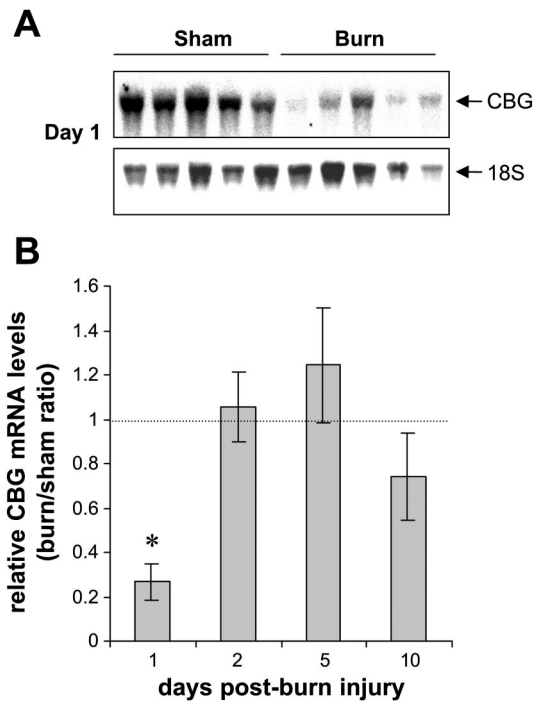 A
Sham Burn
CBG
Day 1
18S
B
relative CBG mRNA levels
(burn/sham ratio)
1.6
1.4
1.2
1
0.8
0.6
0.4
0.2
0
*
1 2 5 10
days post-burn injury